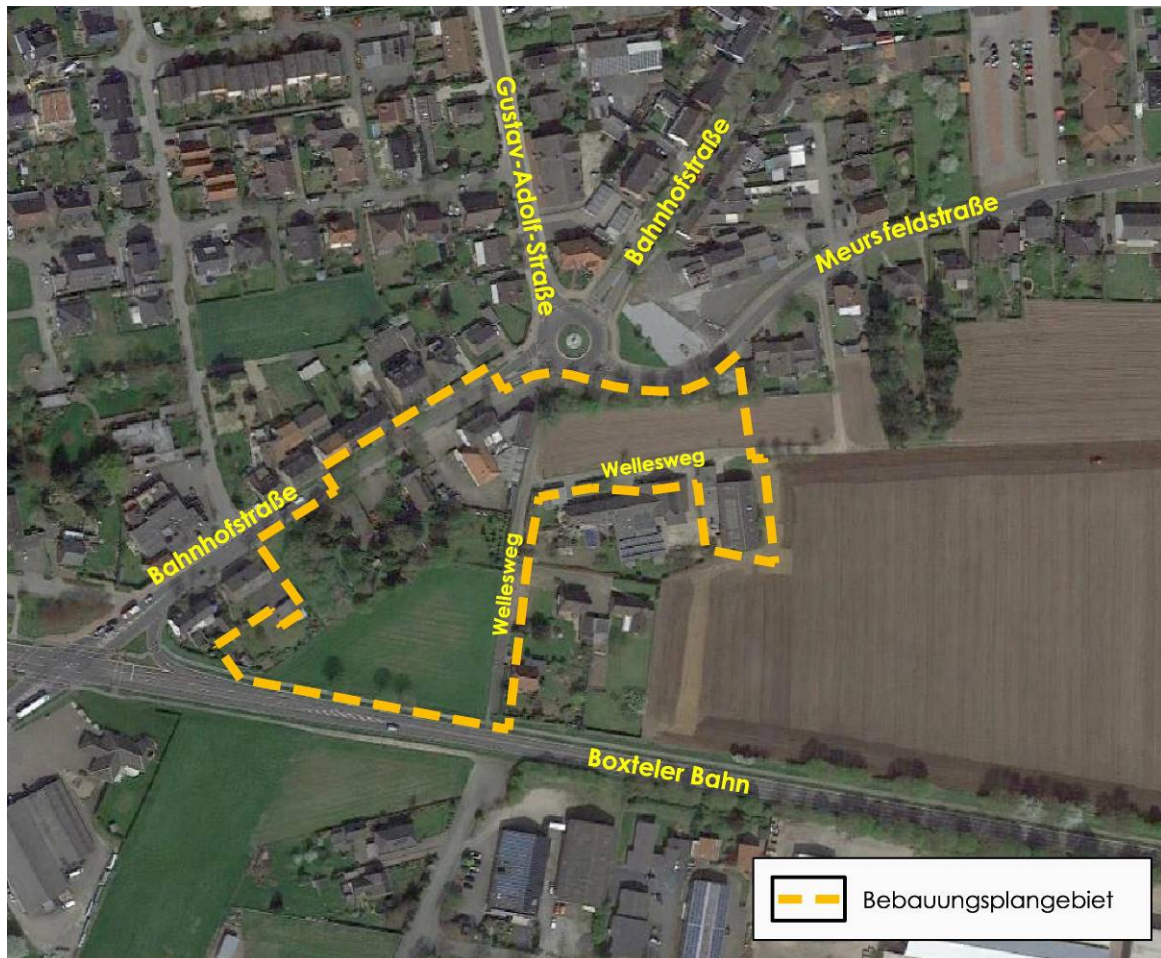 Gustav-Adolf-Straße
Bahnhofstraße
Meursfeldstraße
Wellesweg
Bahnhofstraße
Wellesweg
Boxteler Bahn
Bebauungsplangebiet